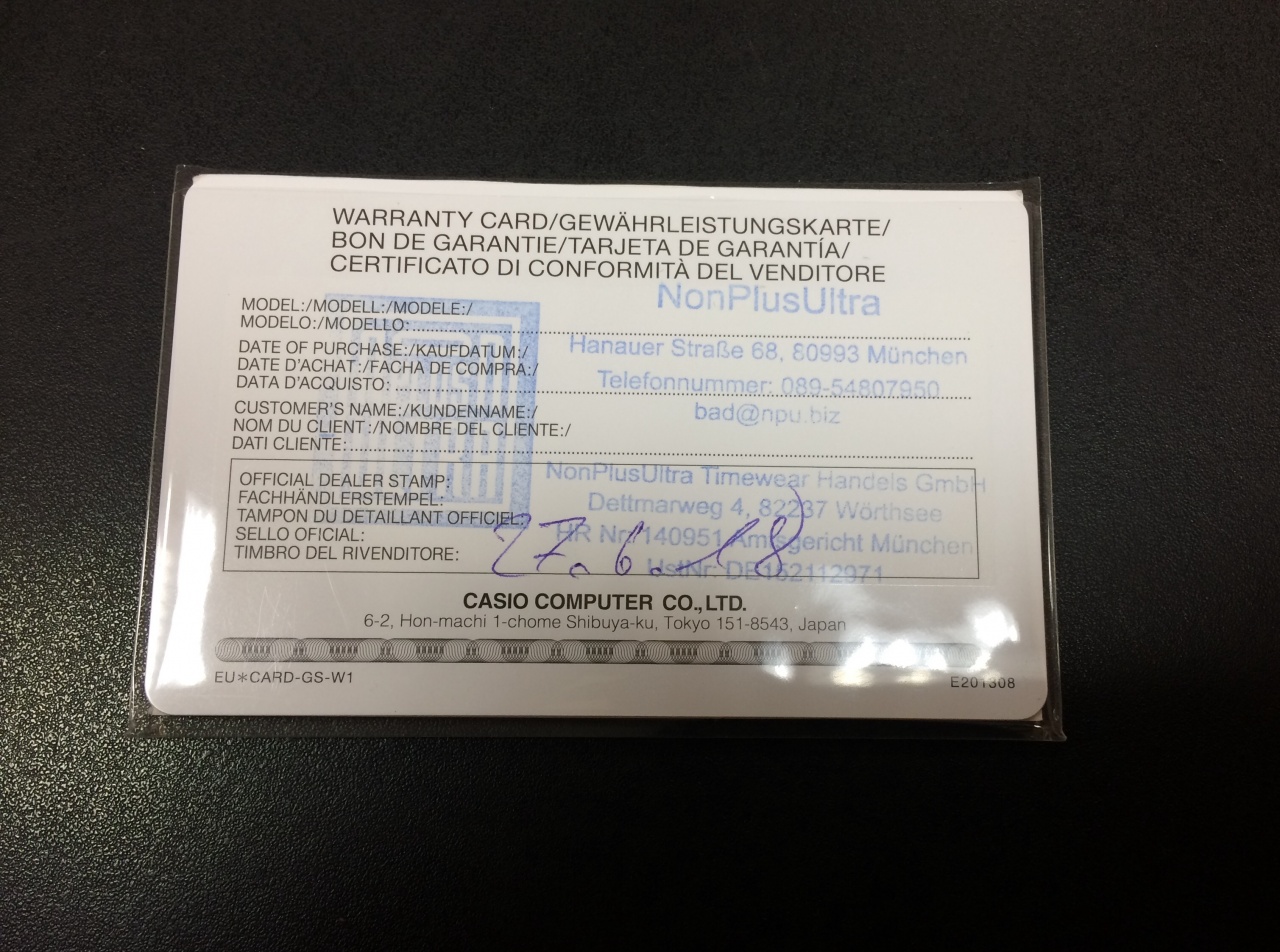 WARRANTY CARD/GEWÄHRLEISTUNGSKARTE/
BON DE GARANTIE/TARJETA DE GARANTÍA/
CERTIFICATO DI CONFORMITÀ DEL VENDITORE
NonPlusUltra
MODEL:/MODELL:/MODELE:/
MODELO:/MODELLO:
Hanauer Straße 68, 80993 München
DATE OF PURCHASE:/KAUFDATUM:/
DATE D'ACHAT:/FACHA DE COMPRA:/
DATA D'ACQUISTO:
Telefonnummer: 089-54807950
bad@npu.biz
CUSTOMER'S NAME:/KUNDENNAME:/
NOM DU CLIENT:/NOMBRE DEL CLIENTE:/
DATI CLIENTE:
NonPlusUltra Timewear Handels GmbH
OFFICIAL DEALER STAMP:
FACHHÄNDLERSTEMPEL:
Dettmarweg 4, 82237 Wörthsee
TAMPON DU DETAILLANT OFFICIEL:
SELLO OFICIAL:
HR Nr. 140951 Amtsgericht München
TIMBRO DEL RIVENDITORE:
27.6.18
UstNr: DE152112971
CASIO COMPUTER CO., LTD.
6-2, Hon-machi 1-chome Shibuya-ku, Tokyo 151-8543, Japan
EU*CARD-GS-W1
E201308